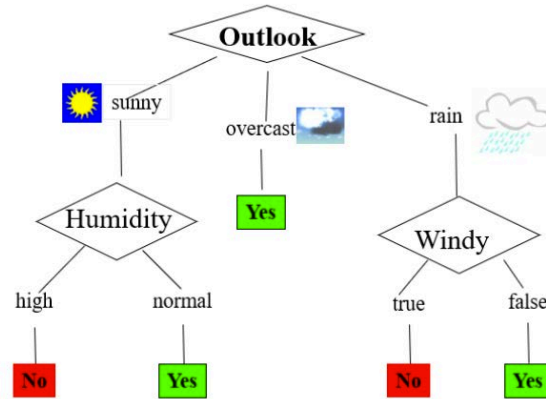 Outlook
sunny
overcast
rain
Yes
Humidity
Windy
high
normal
true
false
No
Yes
No
Yes